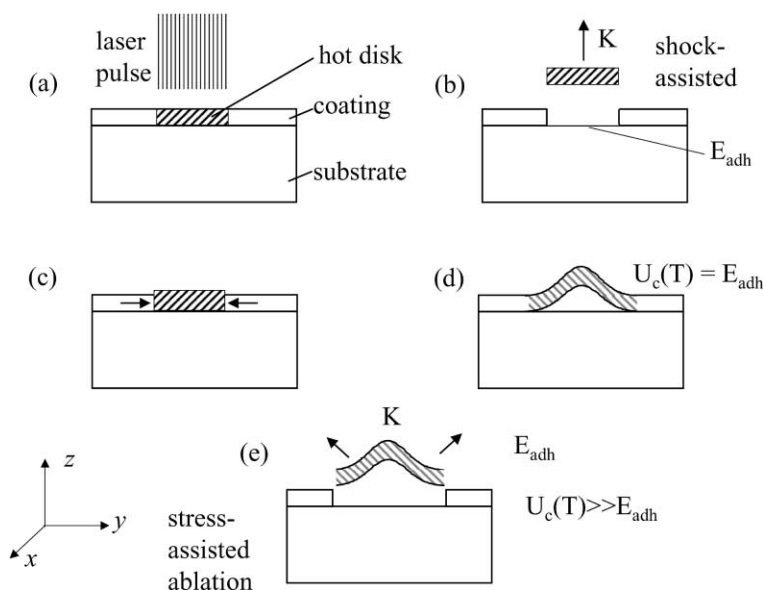 laser
pulse
hot disk
(a)
coating
substrate
K
shock-
assisted
(b)
E_adh
(c)
(d)
U_c(T) = E_adh
K
(e)
E_adh
U_c(T)>>E_adh
stress-
assisted
ablation
z
y
x